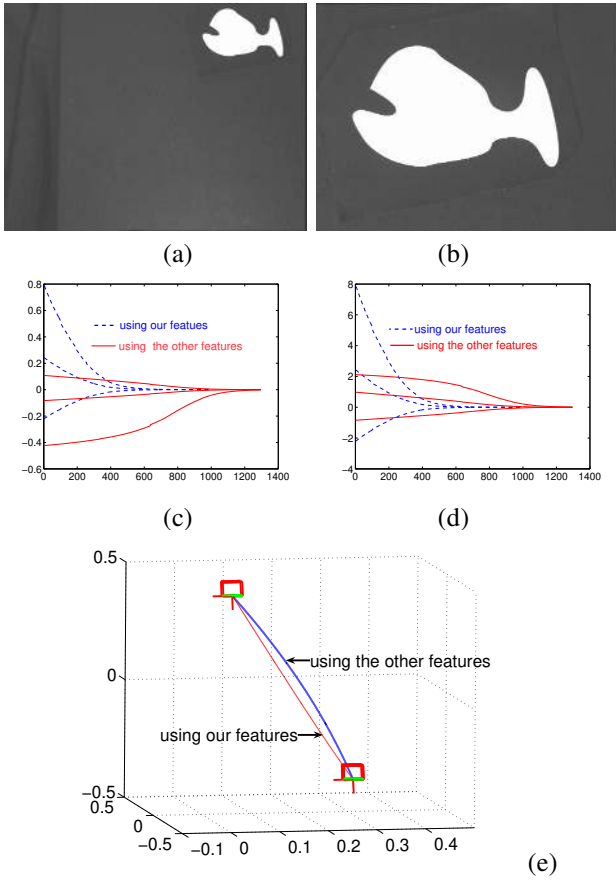 (a) (b)
0.8
0.6
0.4
0.2
0
−0.2
−0.4
−0.6
0 200 400 600 800 1000 1200 1400
using our featues
using the other features
(c)
8
6
4
2
0
−2
−4
0 200 400 600 800 1000 1200 1400
using our features
using the other features
(d)
0.5
0
−0.5
0.5
0
−0.5
−0.1 0 0.1 0.2 0.3 0.4
using the other features
using our features
(e)